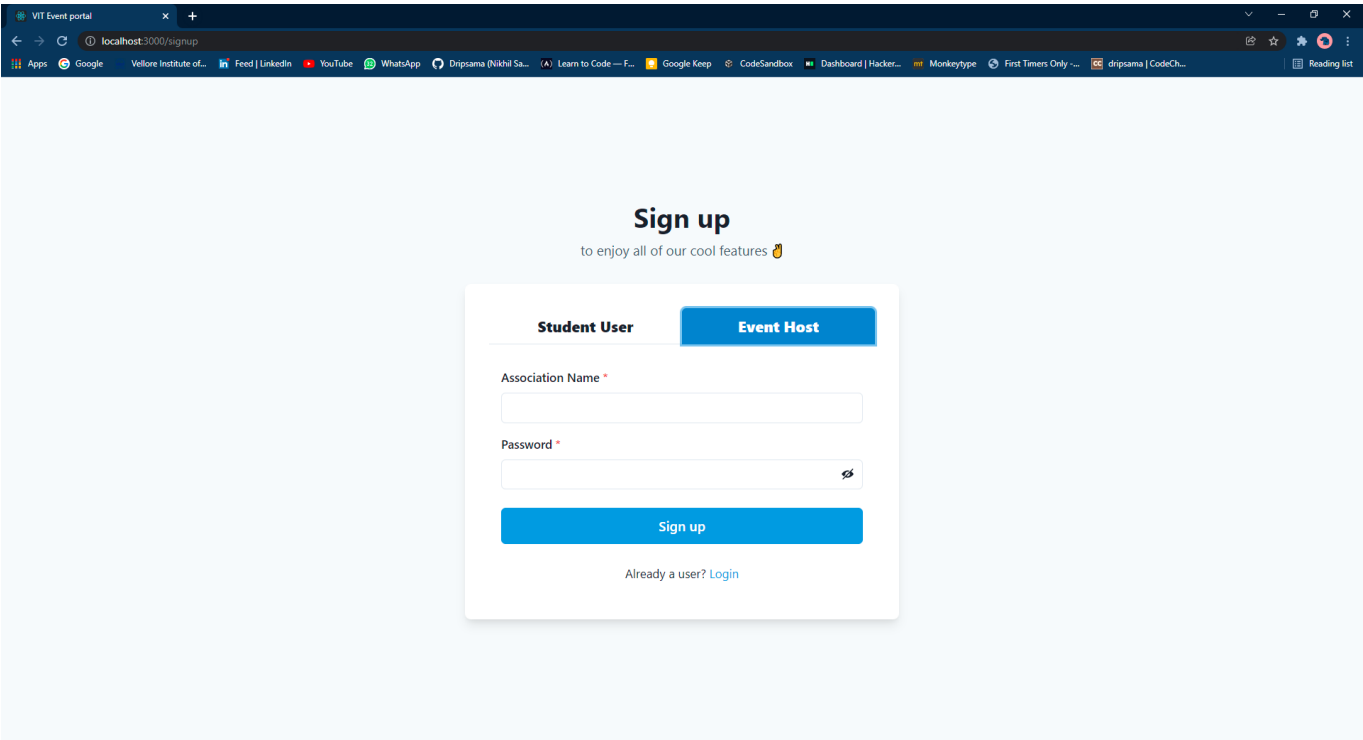 VIT Event portal
localhost:3000/signup
Apps Google Vellore Institute of... Feed | LinkedIn YouTube WhatsApp Dripsama (Nikhil Sa... Learn to Code — F... Google Keep CodeSandbox Dashboard | Hacker... Monkeytype First Timers Only -... dripsama | CodeCh... Reading list
Sign up
to enjoy all of our cool features ✌
Student User Event Host
Association Name *
Password *
Sign up
Already a user? Login